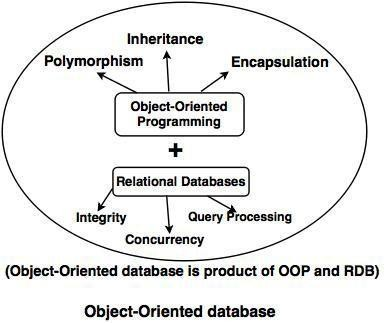 Inheritance
Polymorphism
Encapsulation
Object-Oriented
Programming
+
Relational Databases
Integrity
Query Processing
Concurrency
(Object-Oriented database is product of OOP and RDB)
Object-Oriented database